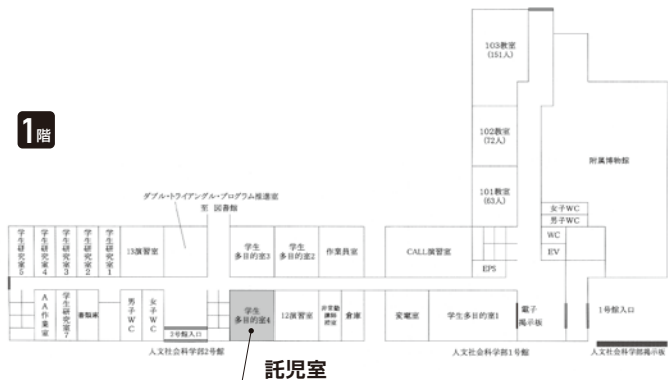 1階
103教室
(151人)
102教室
(72人)
101教室
(63人)
附属博物館
女子WC
男子WC
WC
EV
EPS
ダブル・トライアングル・プログラム推進室
至 図書館
学生研究室5
学生研究室4
学生研究室3
学生研究室2
学生研究室1
13演習室
学生
多目的室3
学生
多目的室2
作業員室
CALL演習室
AA作業室
学生研究室7
男子WC
女子WC
2号館入口
学生
多目的室4
12演習室
非常勤
講師
控室
倉庫
変電室
学生多目的室1
電子
掲示板
1号館入口
人文社会科学部2号館
人文社会科学部1号館
人文社会科学部掲示板
託児室